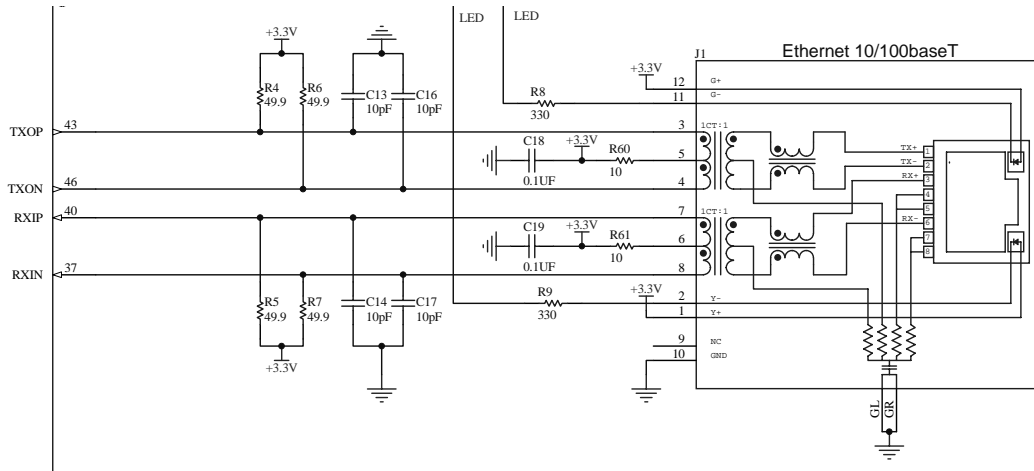 LED
LED
Ethernet 10/100baseT
J1
+3.3V
+3.3V
12
G+
11
G-
R4
49.9
R6
49.9
C13
10pF
C16
10pF
R8
330
TXOP
43
3
1CT:1
C18
0.1UF
+3.3V
R60
10
5
TX+
1
TX-
2
RX+
3
4
5
RX-
6
7
8
TXON
46
4
RXIP
40
7
1CT:1
C19
0.1UF
+3.3V
R61
10
6
RXIN
37
8
R5
49.9
R7
49.9
C14
10pF
C17
10pF
R9
330
+3.3V
2
Y-
1
Y+
+3.3V
9
NC
10
GND
GL
GR